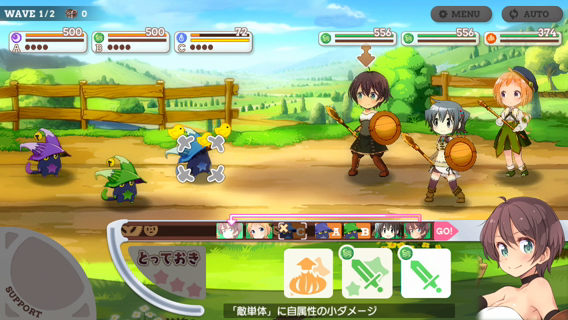 WAVE 1/2 0
MENU
AUTO
500
A
500
B
72
C
556
556
374
A
B
GO!
とっておき
SUPPORT
「敵単体」に自属性の小ダメージ